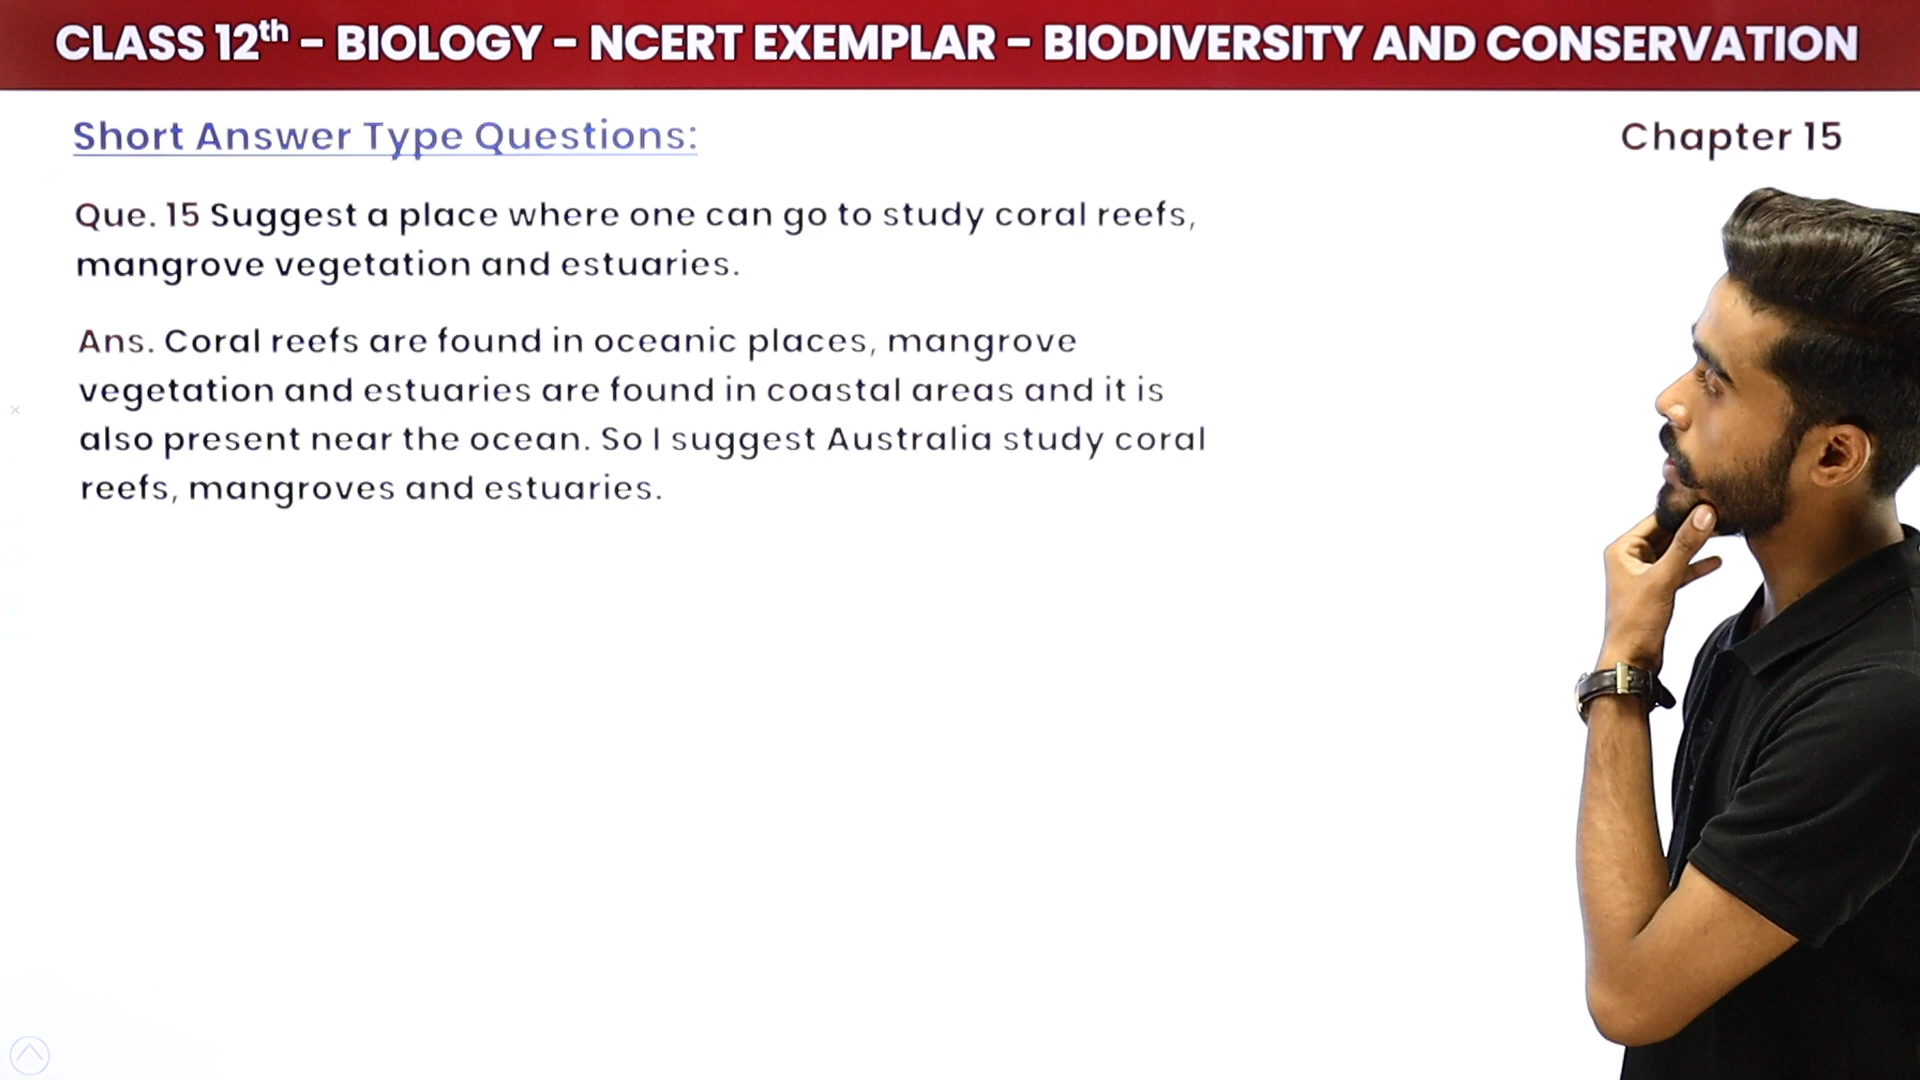 CLASS 12th – BIOLOGY – NCERT EXEMPLAR – BIODIVERSITY AND CONSERVATION
Short Answer Type Questions:
Chapter 15
Que. 15 Suggest a place where one can go to study coral reefs,
mangrove vegetation and estuaries.
Ans. Coral reefs are found in oceanic places, mangrove
vegetation and estuaries are found in coastal areas and it is
also present near the ocean. So I suggest Australia study coral
reefs, mangroves and estuaries.